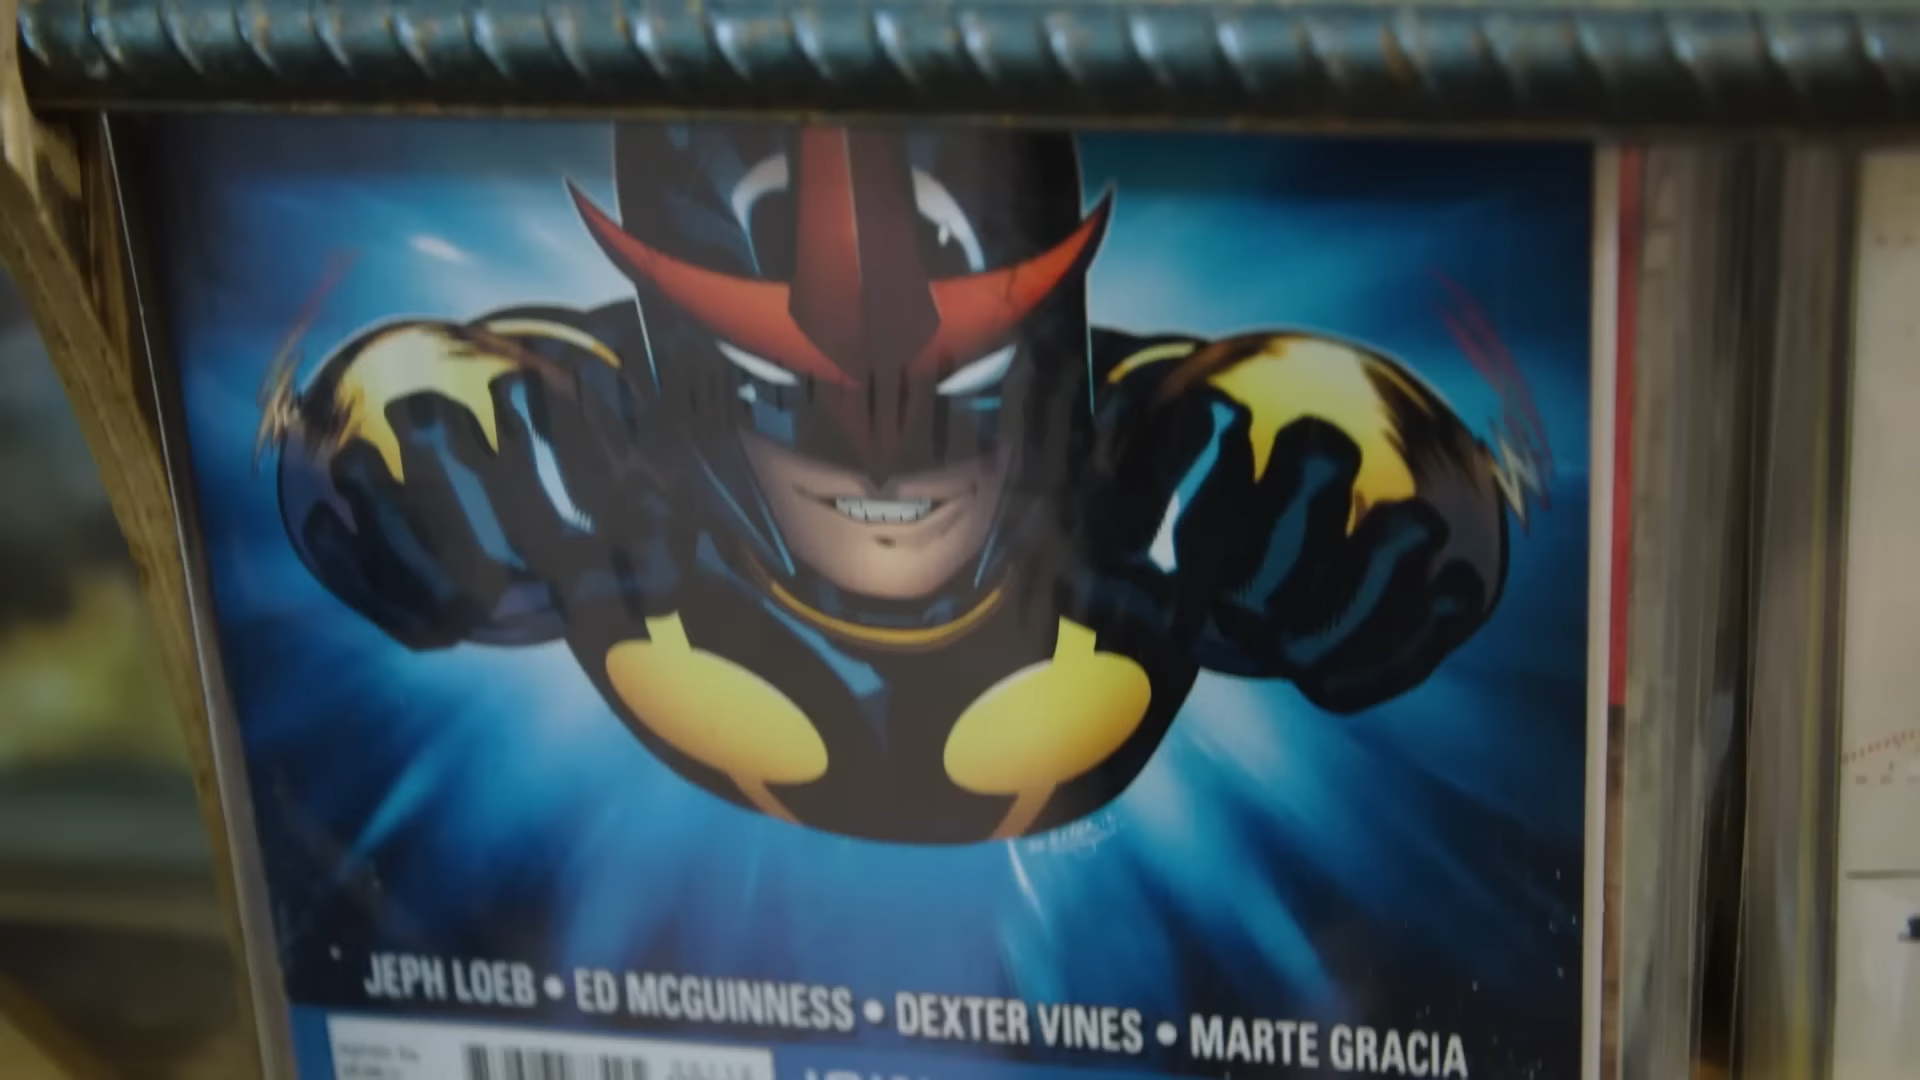 JEPH LOEB • ED MCGUINNESS • DEXTER VINES • MARTE GRACIA